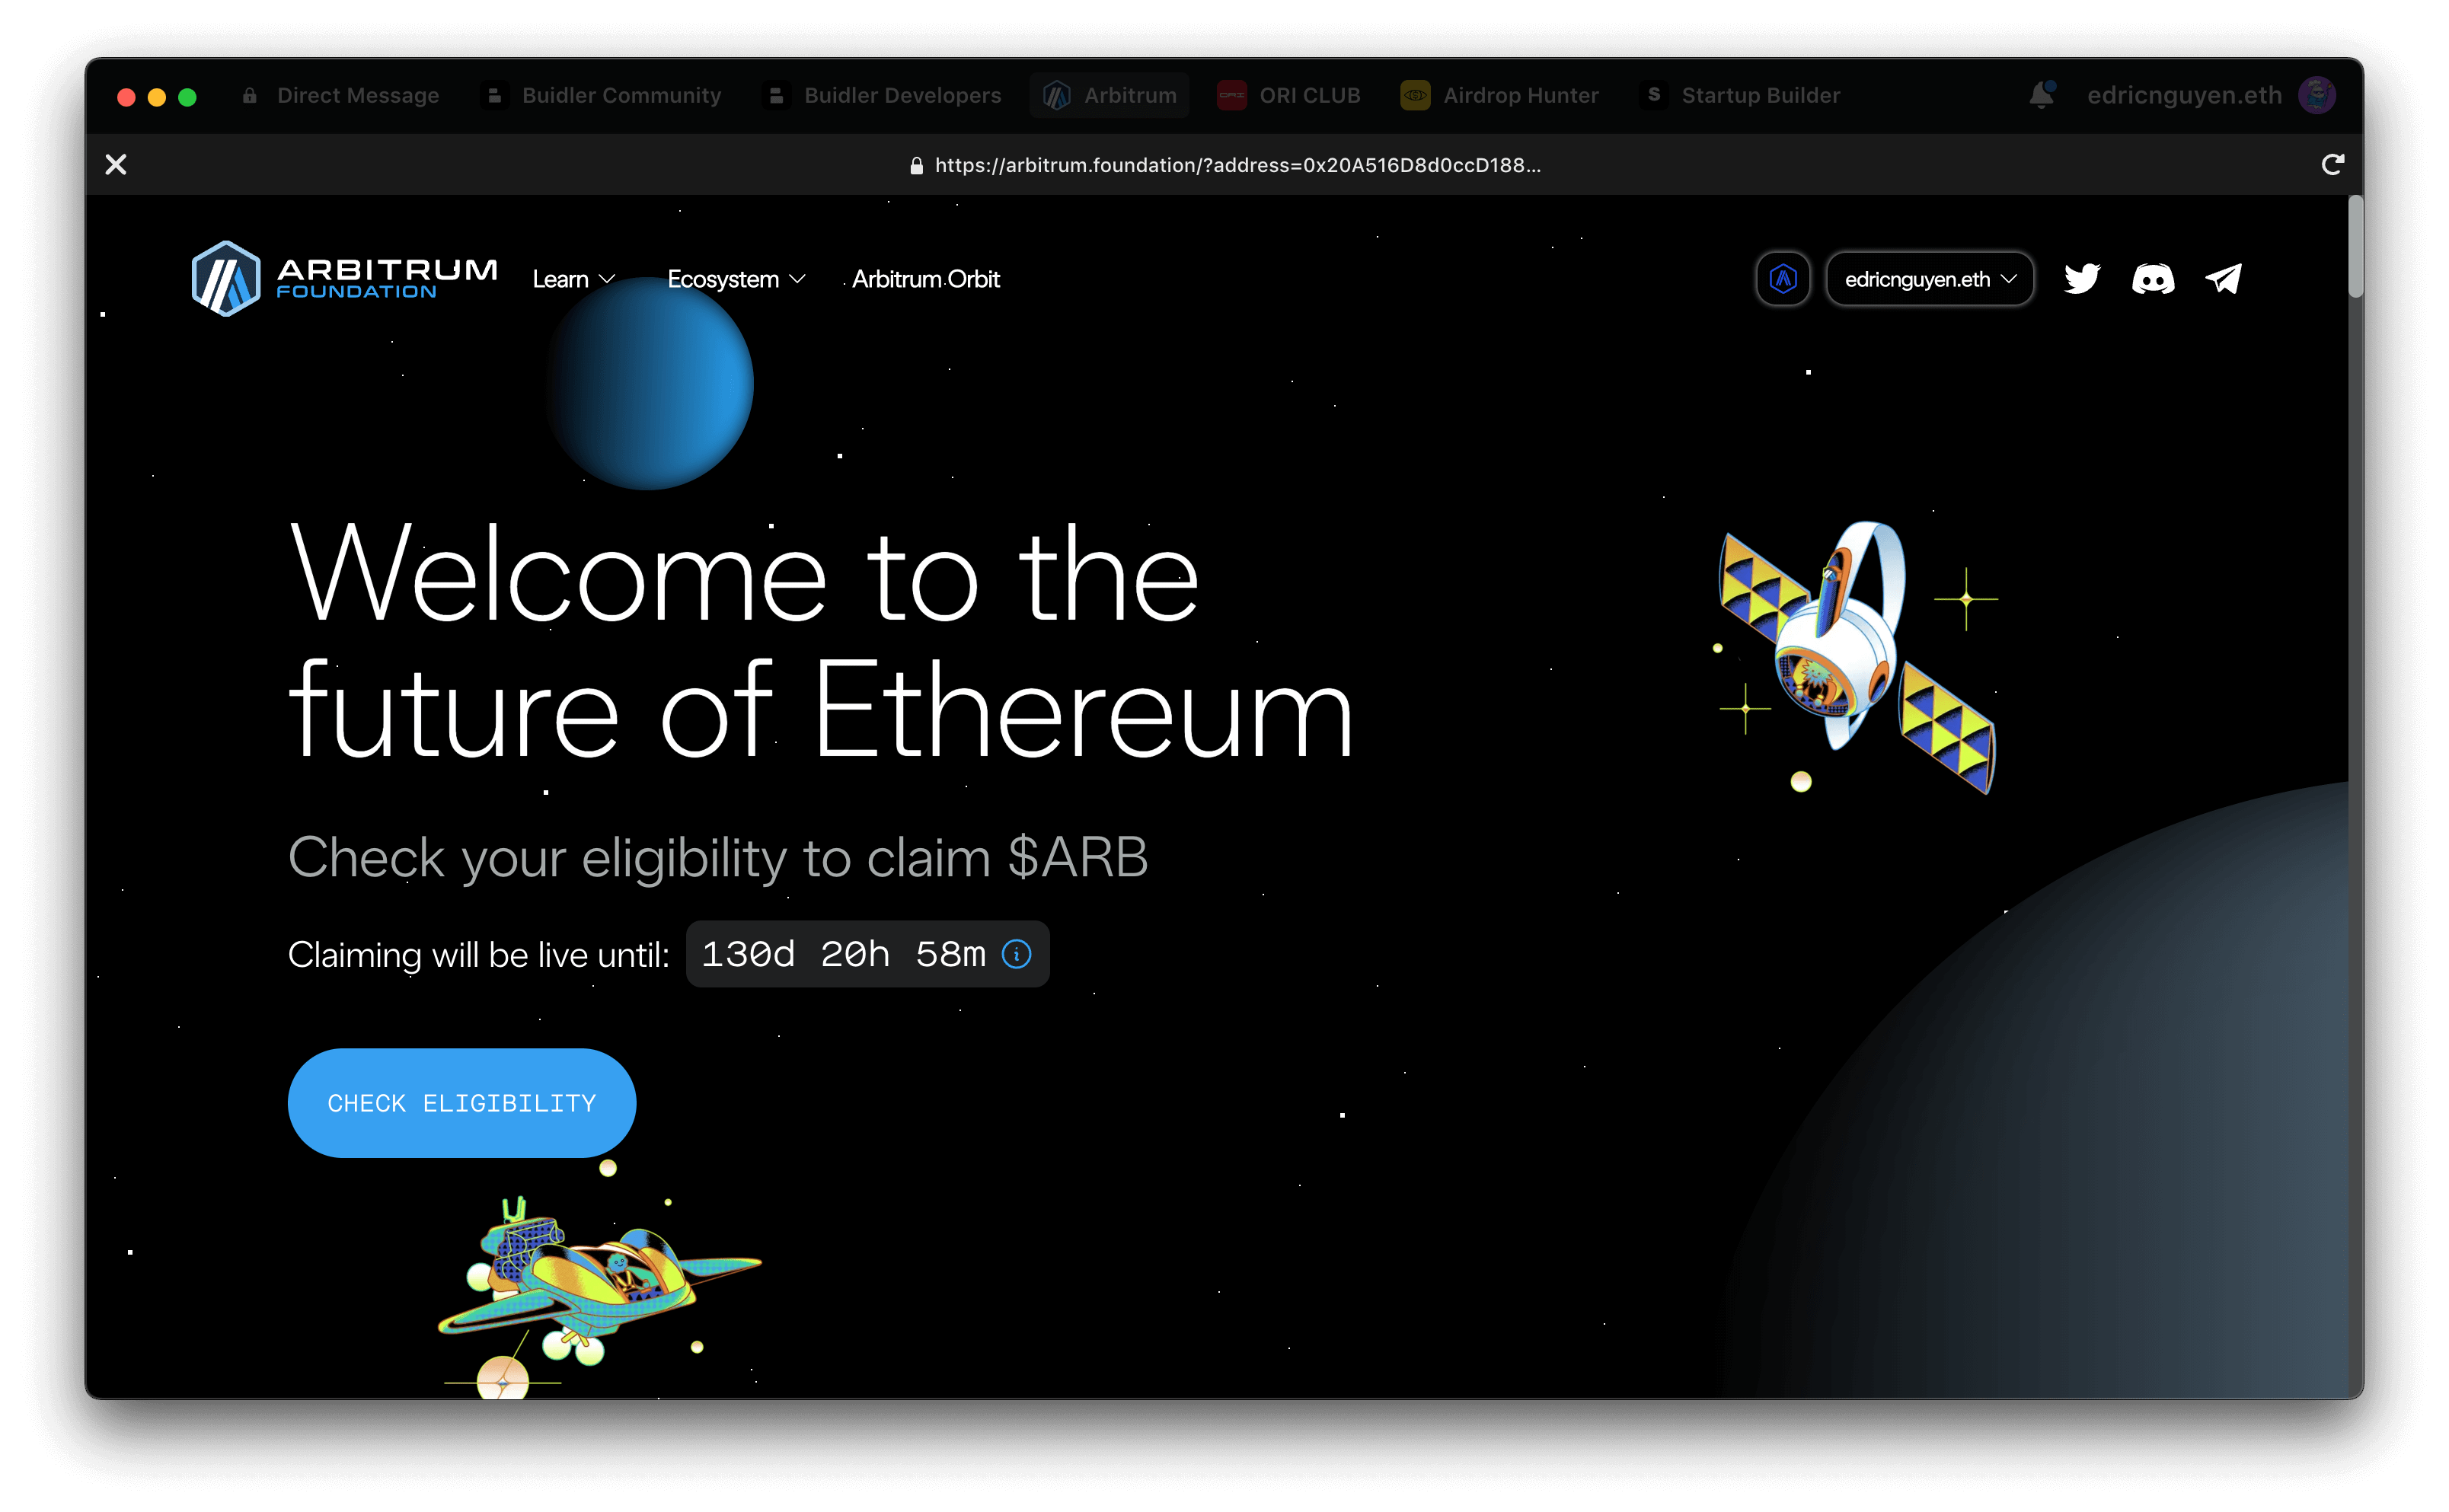 Direct Message Buidler Community Buidler Developers Arbitrum ORI CLUB Airdrop Hunter S Startup Builder edricnguyen.eth
https://arbitrum.foundation/?address=0x20A516D8d0ccD188...
ARBITRUM
FOUNDATION
Learn Ecosystem Arbitrum Orbit edricnguyen.eth
Welcome to the
future of Ethereum
Check your eligibility to claim $ARB
Claiming will be live until: 130d 20h 58m
CHECK ELIGIBILITY